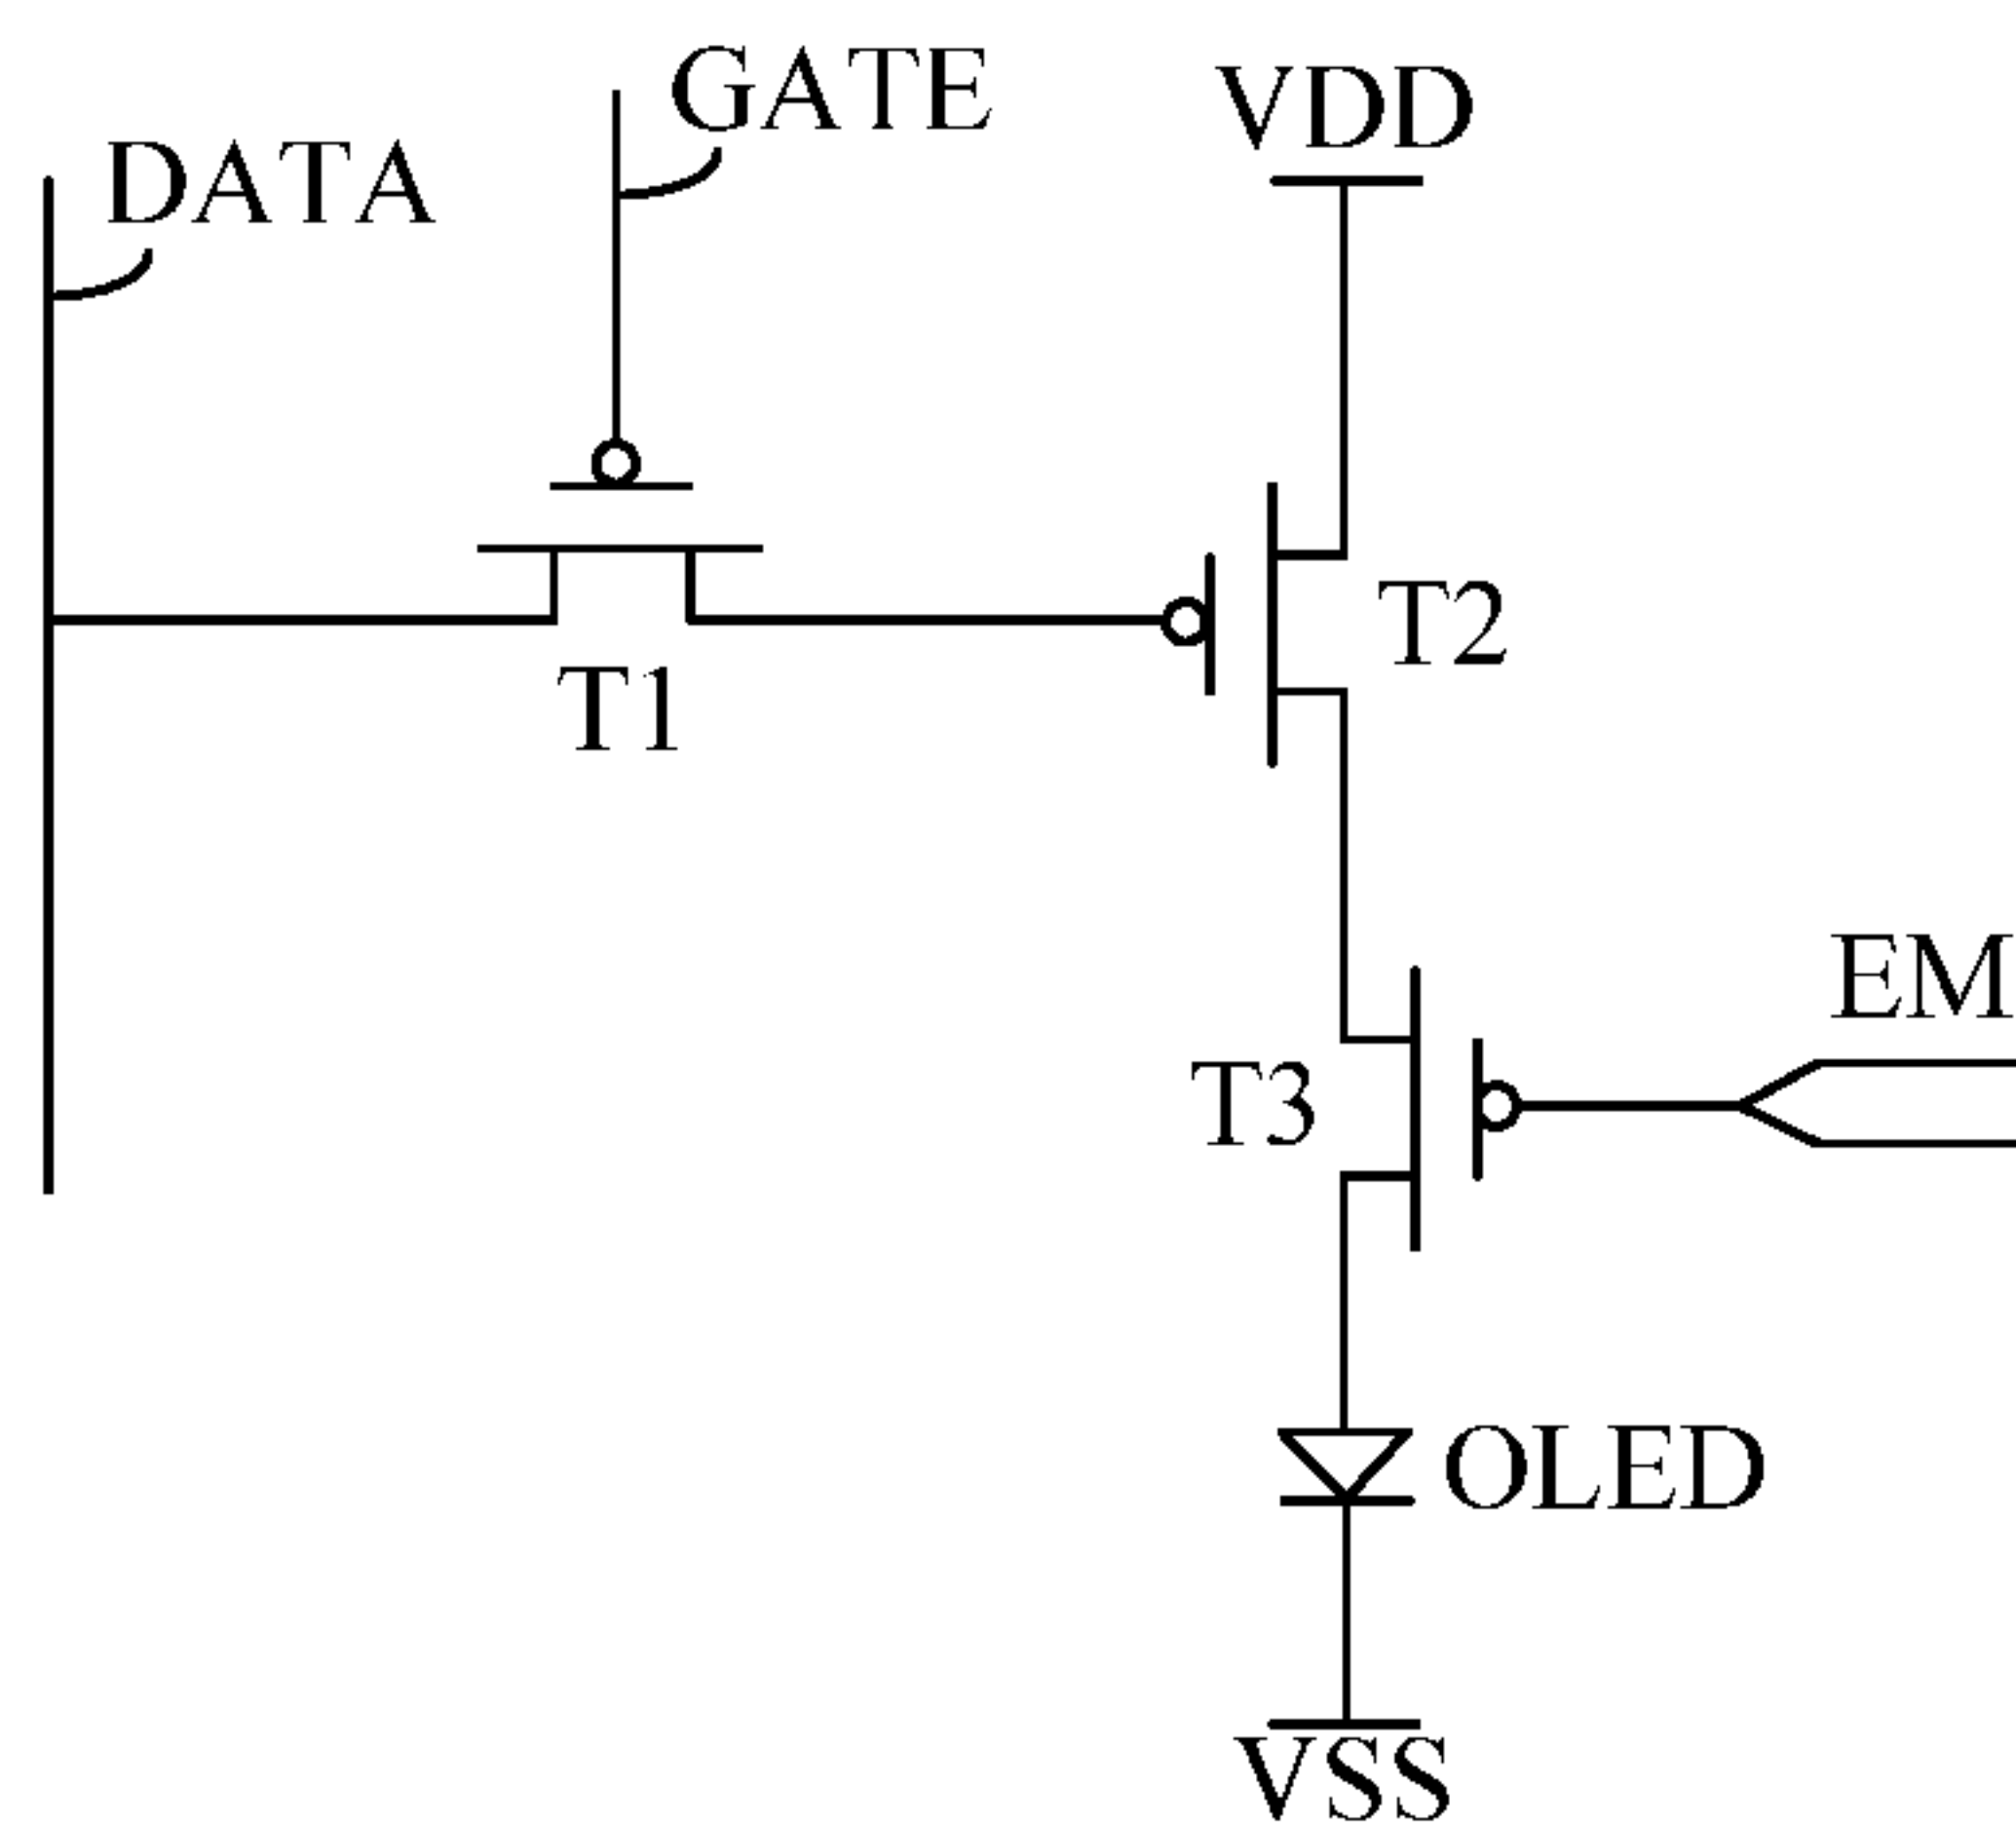 GATE
VDD
DATA
T2
T1
EM
T3
OLED
VSS